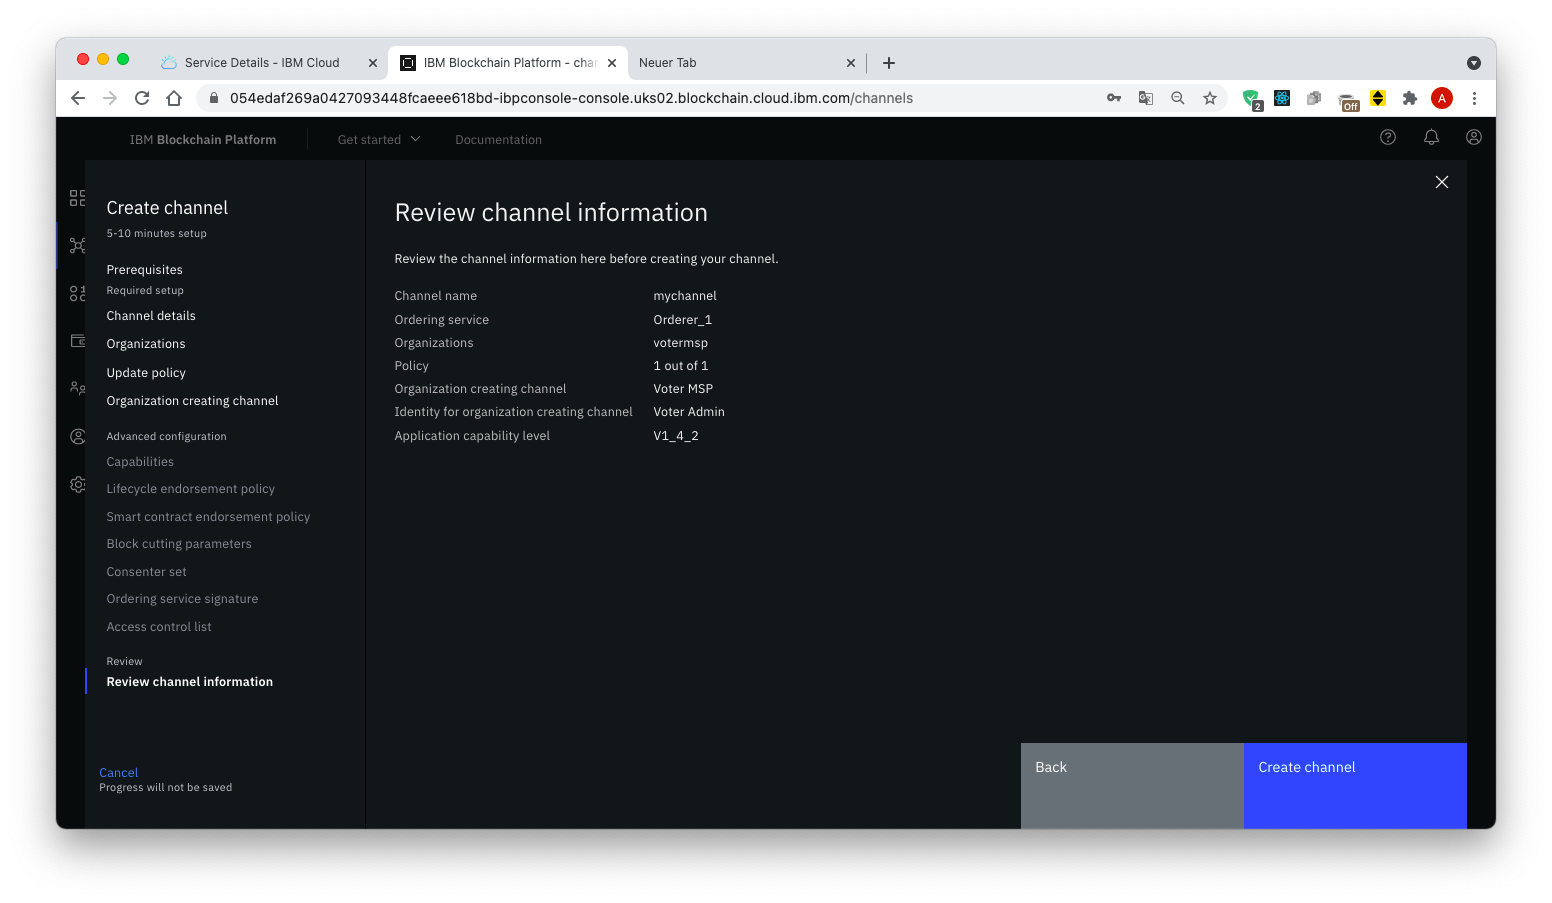 Service Details - IBM Cloud
IBM Blockchain Platform - char
Neuer Tab
054edaf269a0427093448fcaeee618bd-ibpconsole-console.uks02.blockchain.cloud.ibm.com/channels
2
Off
A
IBM Blockchain Platform
Get started
Documentation
Create channel
5-10 minutes setup
Prerequisites
Required setup
Channel details
Organizations
Update policy
Organization creating channel
Advanced configuration
Capabilities
Lifecycle endorsement policy
Smart contract endorsement policy
Block cutting parameters
Consenter set
Ordering service signature
Access control list
Review
Review channel information
Cancel
Progress will not be saved
Review channel information
Review the channel information here before creating your channel.
Channel name mychannel
Ordering service Orderer_1
Organizations votermsp
Policy 1 out of 1
Organization creating channel Voter MSP
Identity for organization creating channel Voter Admin
Application capability level V1_4_2
Back
Create channel